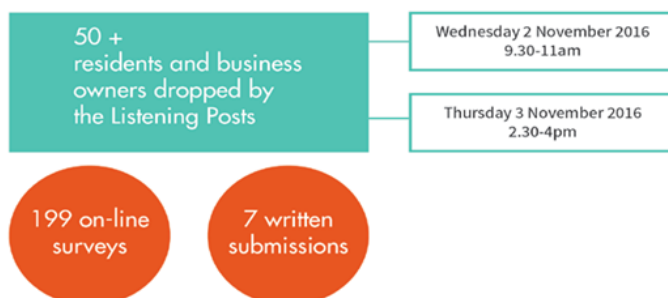 50 +
residents and business
owners dropped by
the Listening Posts
Wednesday 2 November 2016
9.30-11am
Thursday 3 November 2016
2.30-4pm
199 on-line
surveys
7 written
submissions